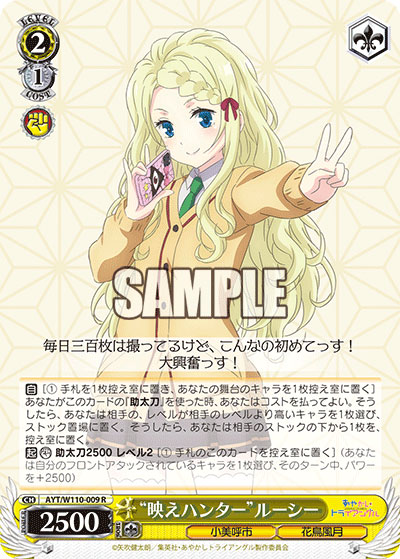 LEVEL
2
1
COST
SAMPLE
毎日三百枚は撮ってるけど、こんなの初めてっす！
大興奮っす！
自 [① 手札を1枚控え室に置き、あなたの舞台のキャラを1枚控え室に置く]
あなたがこのカードの『助太刀』を使った時、あなたはコストを払ってよい。そうしたら、あなたは相手の、レベルが相手のレベルより高いキャラを1枚選び、ストック置場に置く。そうしたら、あなたは相手のストックの下から1枚を、控え室に置く。
起 助太刀2500 レベル2 [① 手札のこのカードを控え室に置く] （あなたは自分のフロントアタックされているキャラを1枚選び、そのターン中、パワーを＋2500）
CH AYT/W110-009 R
2500
“映えハンター”ルーシー
あやかしトライアングル
小美呼市
花鳥風月
©矢吹健太朗／集英社・あやかしトライアングル製作委員会